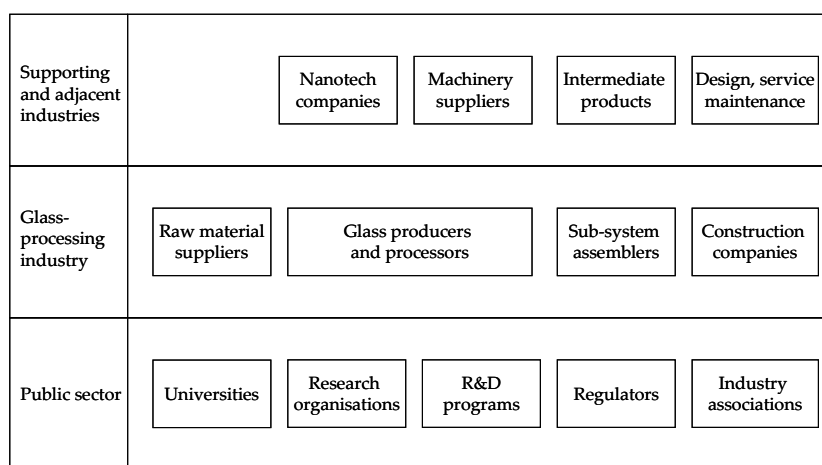 Supporting
and adjacent
industries
Nanotech
companies
Machinery
suppliers
Intermediate
products
Design, service
maintenance
Glass-
processing
industry
Raw material
suppliers
Glass producers
and processors
Sub-system
assemblers
Construction
companies
Public sector
Universities
Research
organisations
R&D
programs
Regulators
Industry
associations